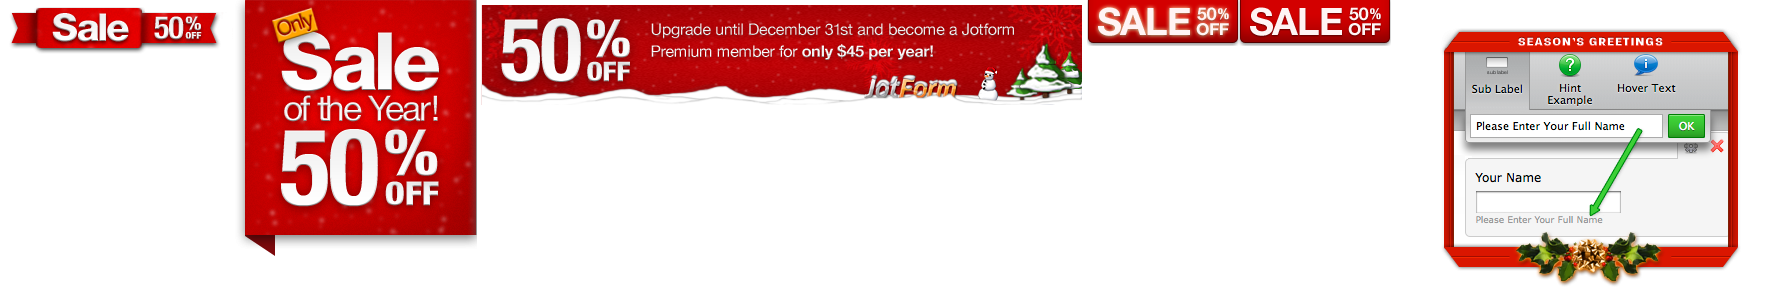 Sale 50% OFF
Only
Sale
of the Year!
50% OFF
50% OFF
Upgrade until December 31st and become a Jotform
Premium member for only $45 per year!
jotForm
SALE 50% OFF
SALE 50% OFF
SEASON'S GREETINGS
sub label
Sub Label
?
Hint
Example
i
Hover Text
Please Enter Your Full Name
OK
Your Name
Please Enter Your Full Name